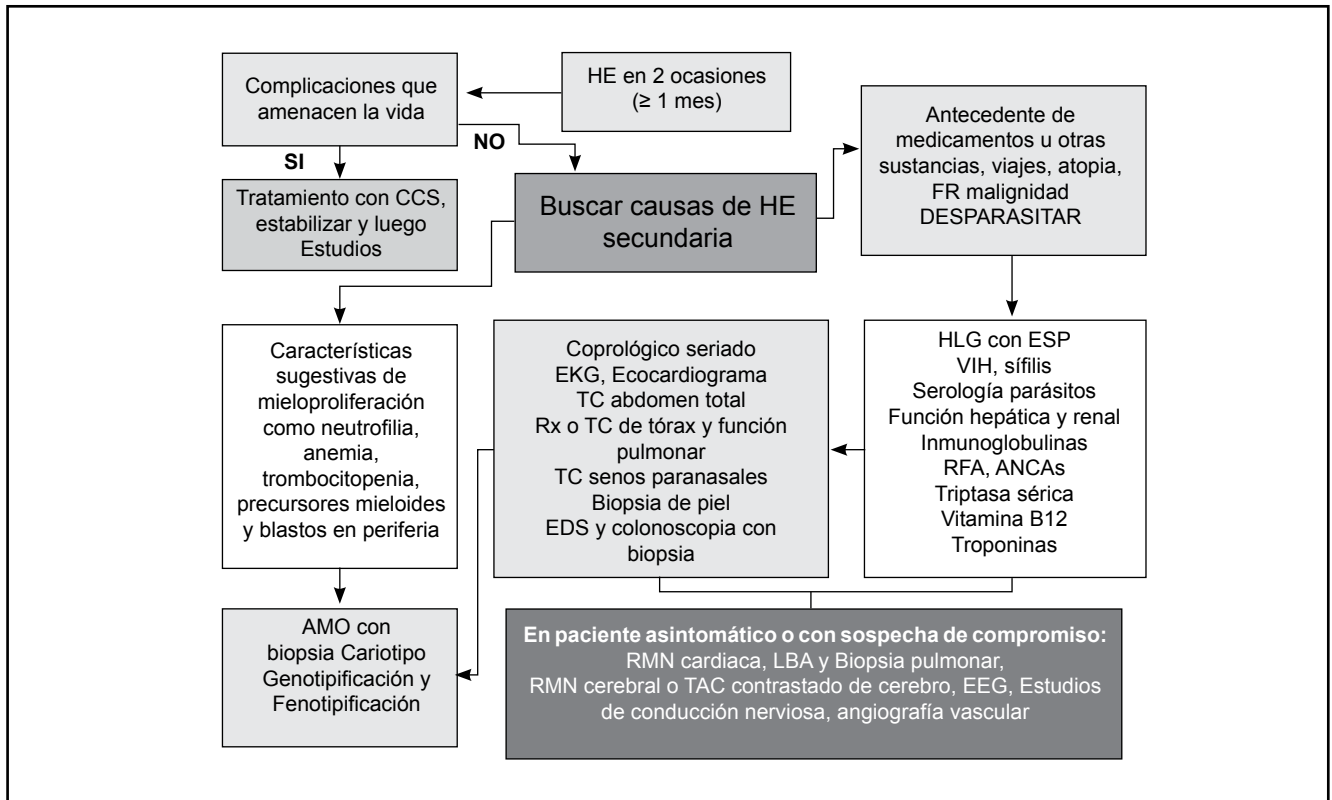 HE en 2 ocasiones
(≥ 1 mes)
Complicaciones que
amenacen la vida
SI
NO
Tratamiento con CCS,
estabilizar y luego
Estudios
Buscar causas de HE
secundaria
Antecedente de
medicamentos u otras
sustancias, viajes, atopia,
FR malignidad
DESPARASITAR
Características
sugestivas de
mieloproliferación
como neutrofilia,
anemia,
trombocitopenia,
precursores mieloides
y blastos en periferia
Coprológico seriado
EKG, Ecocardiograma
TC abdomen total
Rx o TC de tórax y función
pulmonar
TC senos paranasales
Biopsia de piel
EDS y colonoscopia con
biopsia
HLG con ESP
VIH, sífilis
Serología parásitos
Función hepática y renal
Inmunoglobulinas
RFA, ANCAs
Triptasa sérica
Vitamina B12
Troponinas
AMO con
biopsia Cariotipo
Genotipificación y
Fenotipificación
En paciente asintomático o con sospecha de compromiso:
RMN cardiaca, LBA y Biopsia pulmonar,
RMN cerebral o TAC contrastado de cerebro, EEG, Estudios
de conducción nerviosa, angiografía vascular